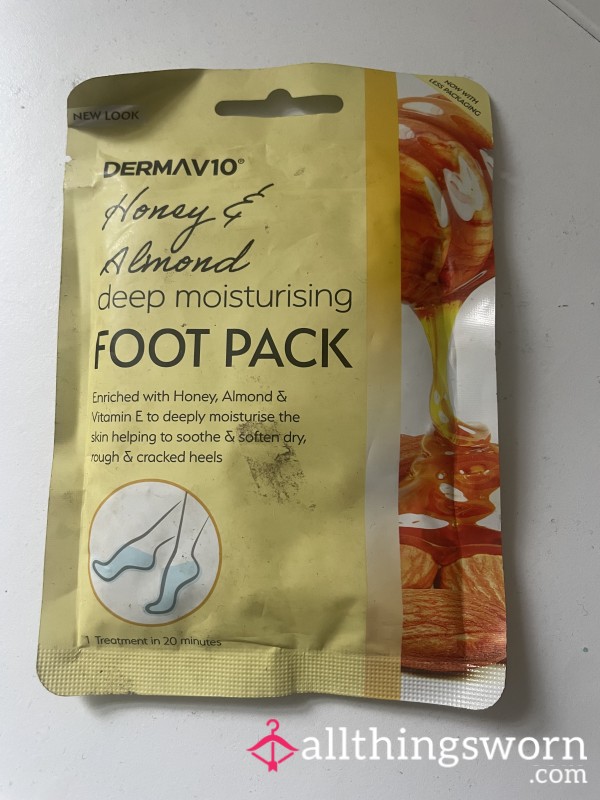 NEW LOOK
NOW WITH
LESS PACKAGING
DERMAV10®
Honey &
Almond
deep moisturising
FOOT PACK
Enriched with Honey, Almond &
Vitamin E to deeply moisturise the
skin helping to soothe & soften dry,
rough & cracked heels
1 Treatment in 20 minutes
allthingsworn
.com